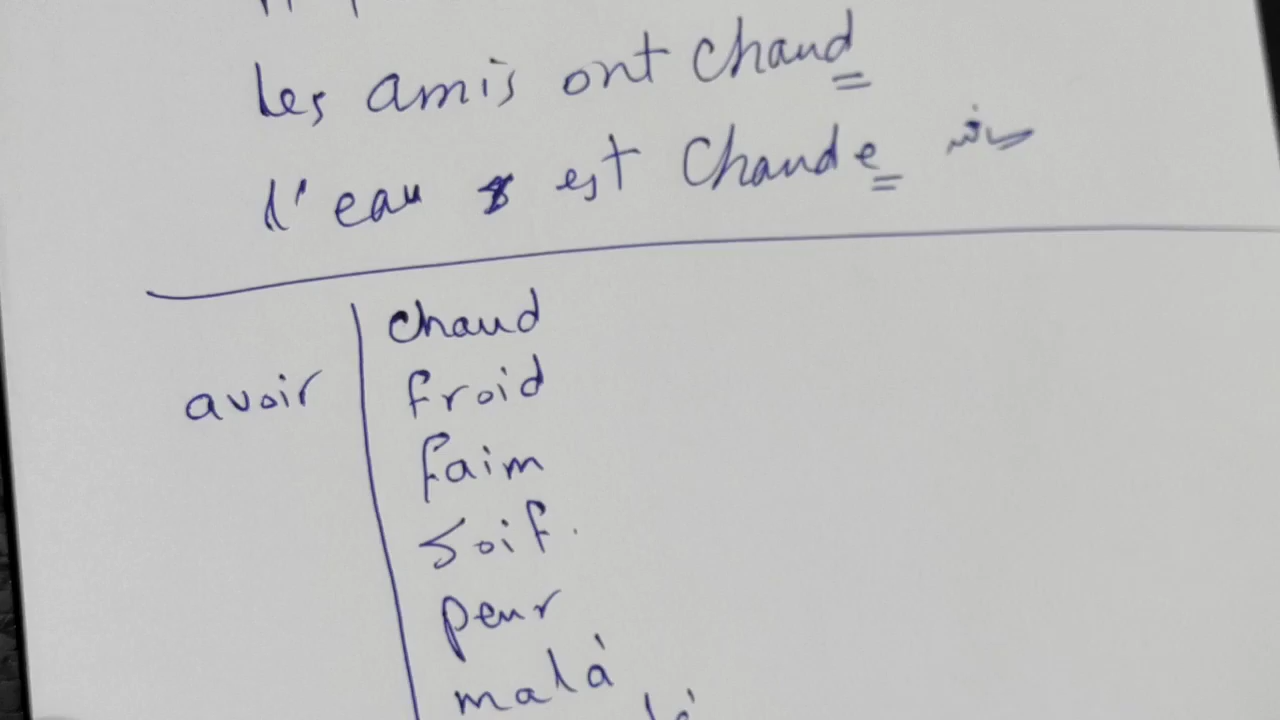 les amis ont chaud
l'eau est chaude
chaud
avoir froid
faim
soif.
peur
mal à